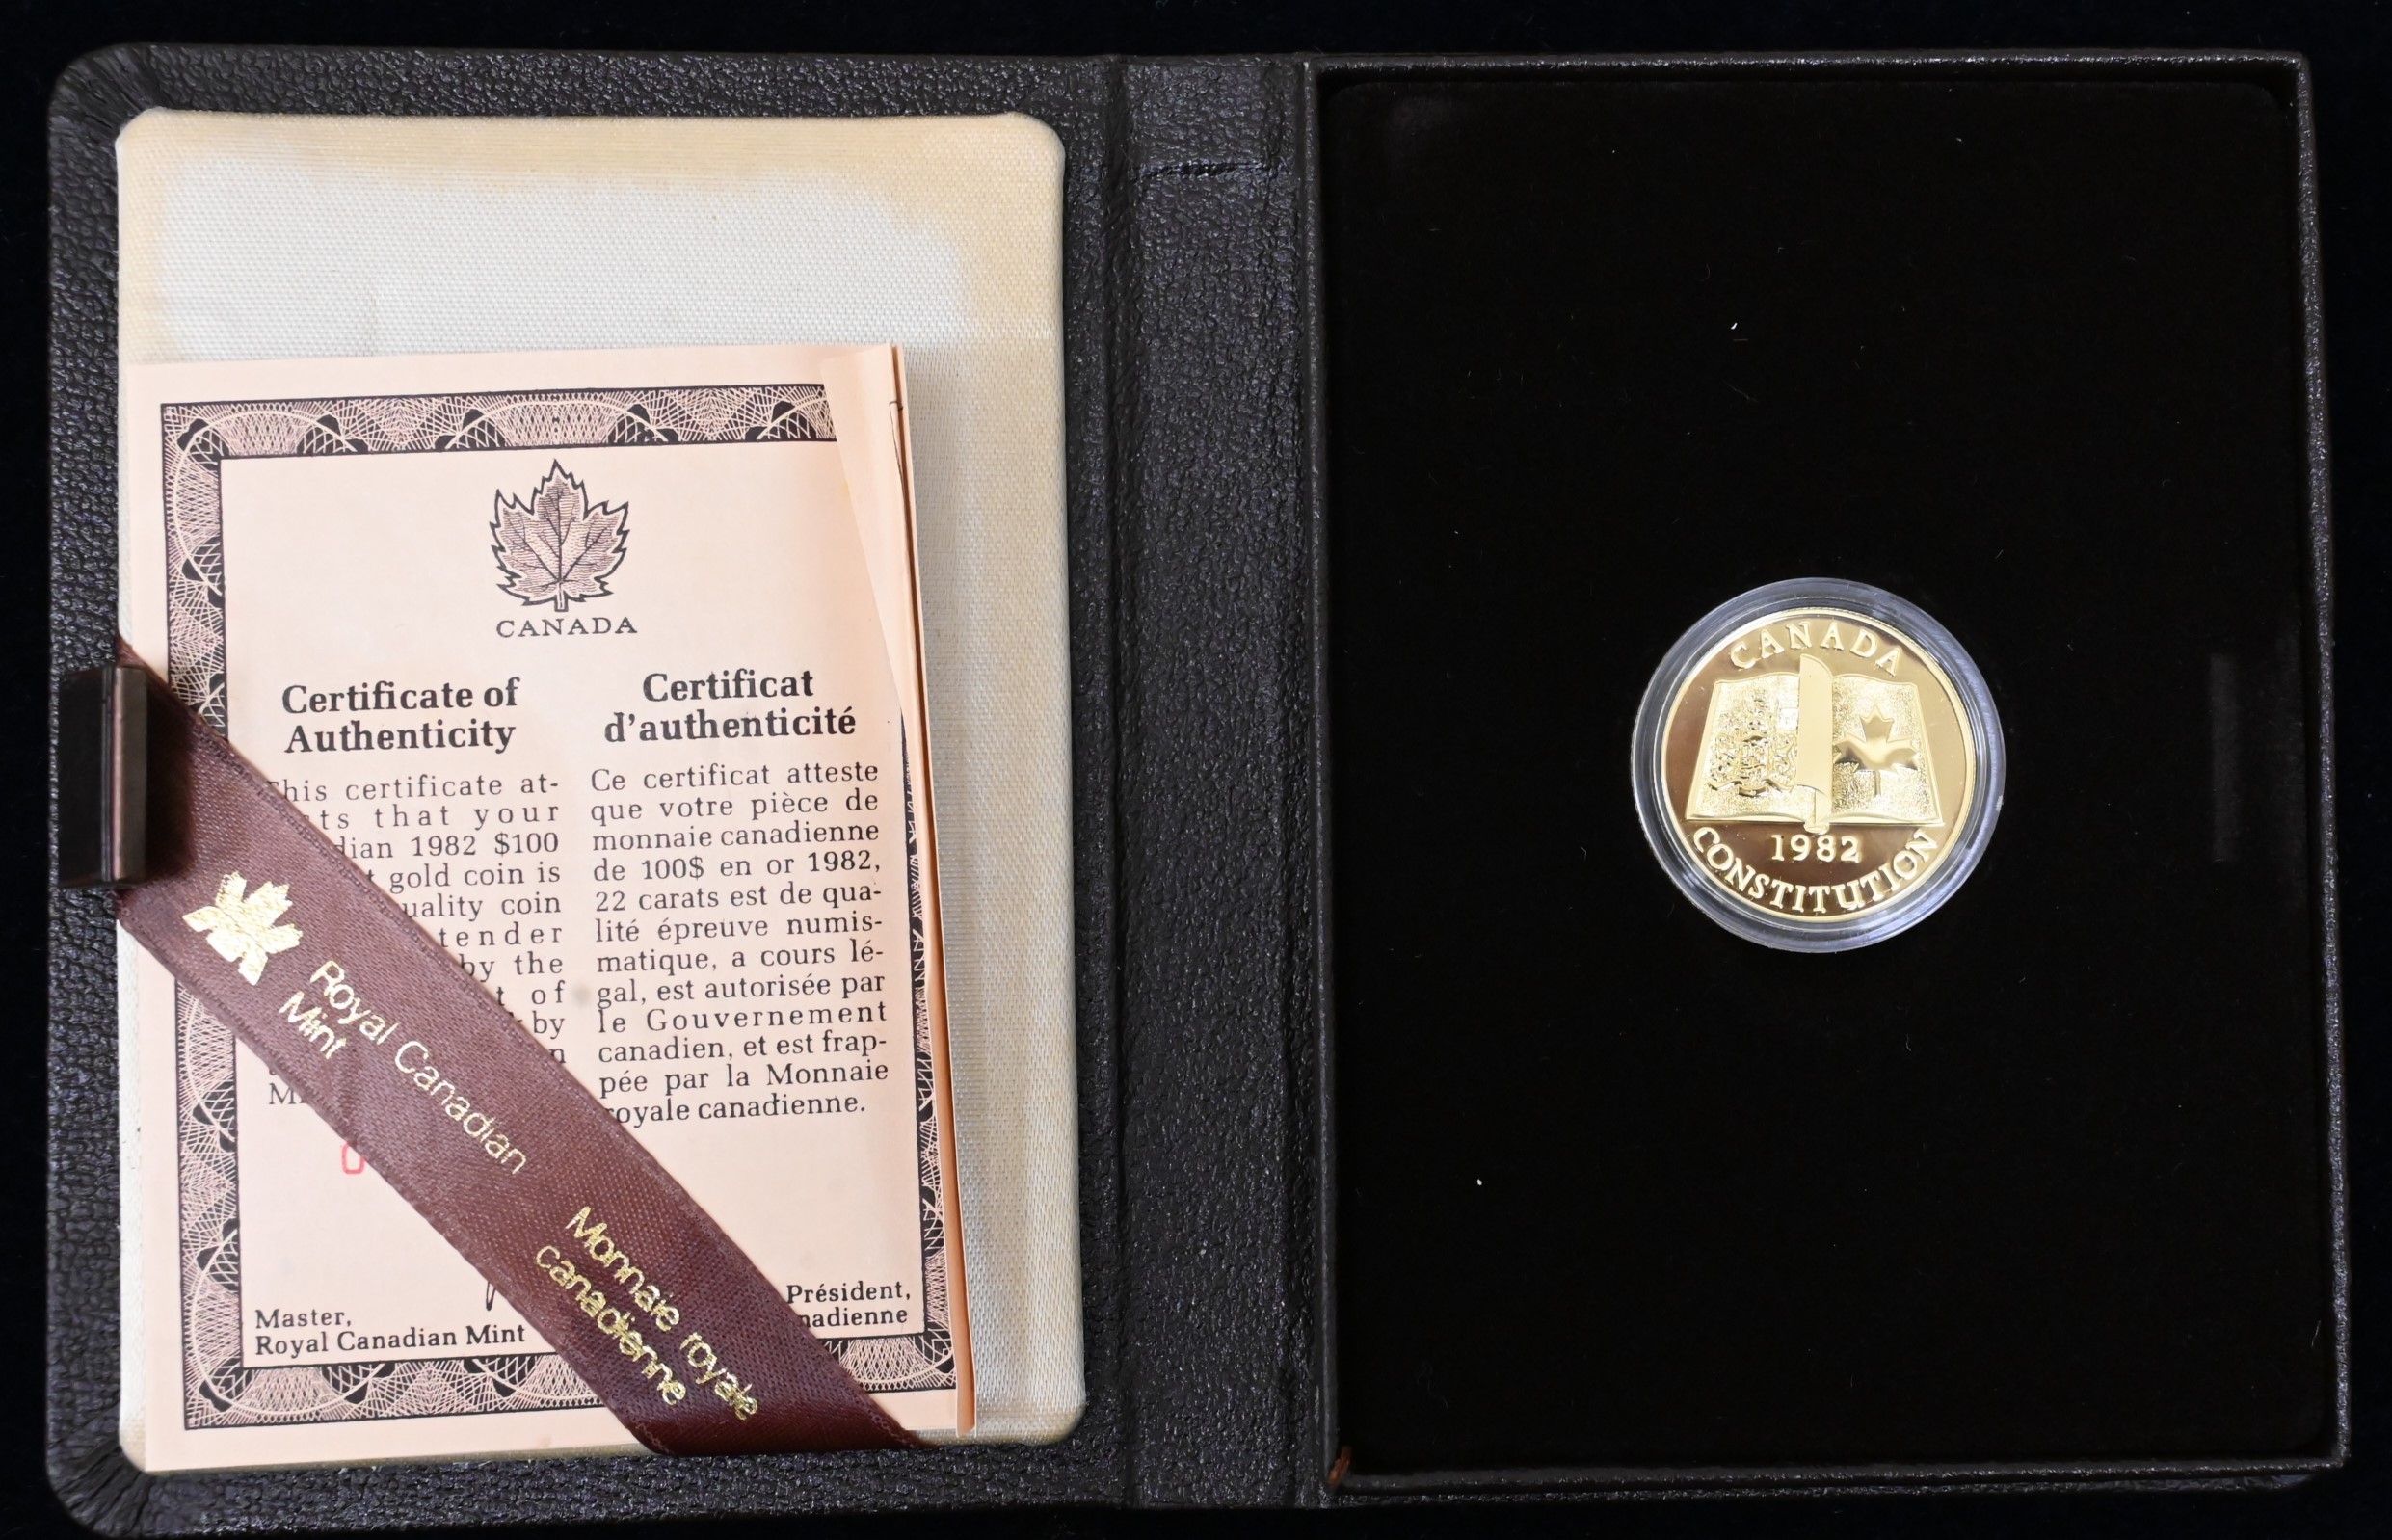 CANADA
Certificate of
Authenticity
This certificate at-
that your
1982 $100
gold coin is
coin
tender
by the
of
by
Master,
Royal Canadian Mint
Certificat
d'authenticité
Ce certificat atteste
que votre pièce de
monnaie canadienne
de 100$ en or 1982,
22 carats est de qua-
lité épreuve numis-
matique, a cours lé-
gal, est autorisée par
le Gouvernement
canadien, et est frap-
pée par la Monnaie
royale canadienne.
Président,
Royal Canadian
Mint
Monnaie royale
canadienne
CANADA
1982
CONSTITUTION